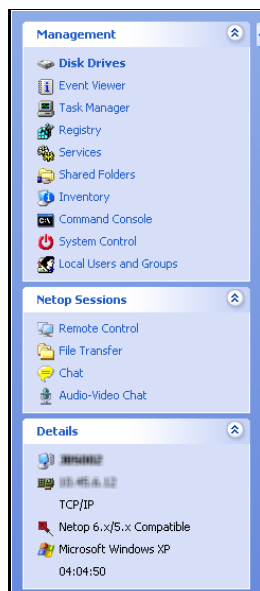 Management
Disk Drives
Event Viewer
Task Manager
Registry
Services
Shared Folders
Inventory
Command Console
System Control
Local Users and Groups
Netop Sessions
Remote Control
File Transfer
Chat
Audio-Video Chat
Details
TCP/IP
Netop 6.x/5.x Compatible
Microsoft Windows XP
04:04:50